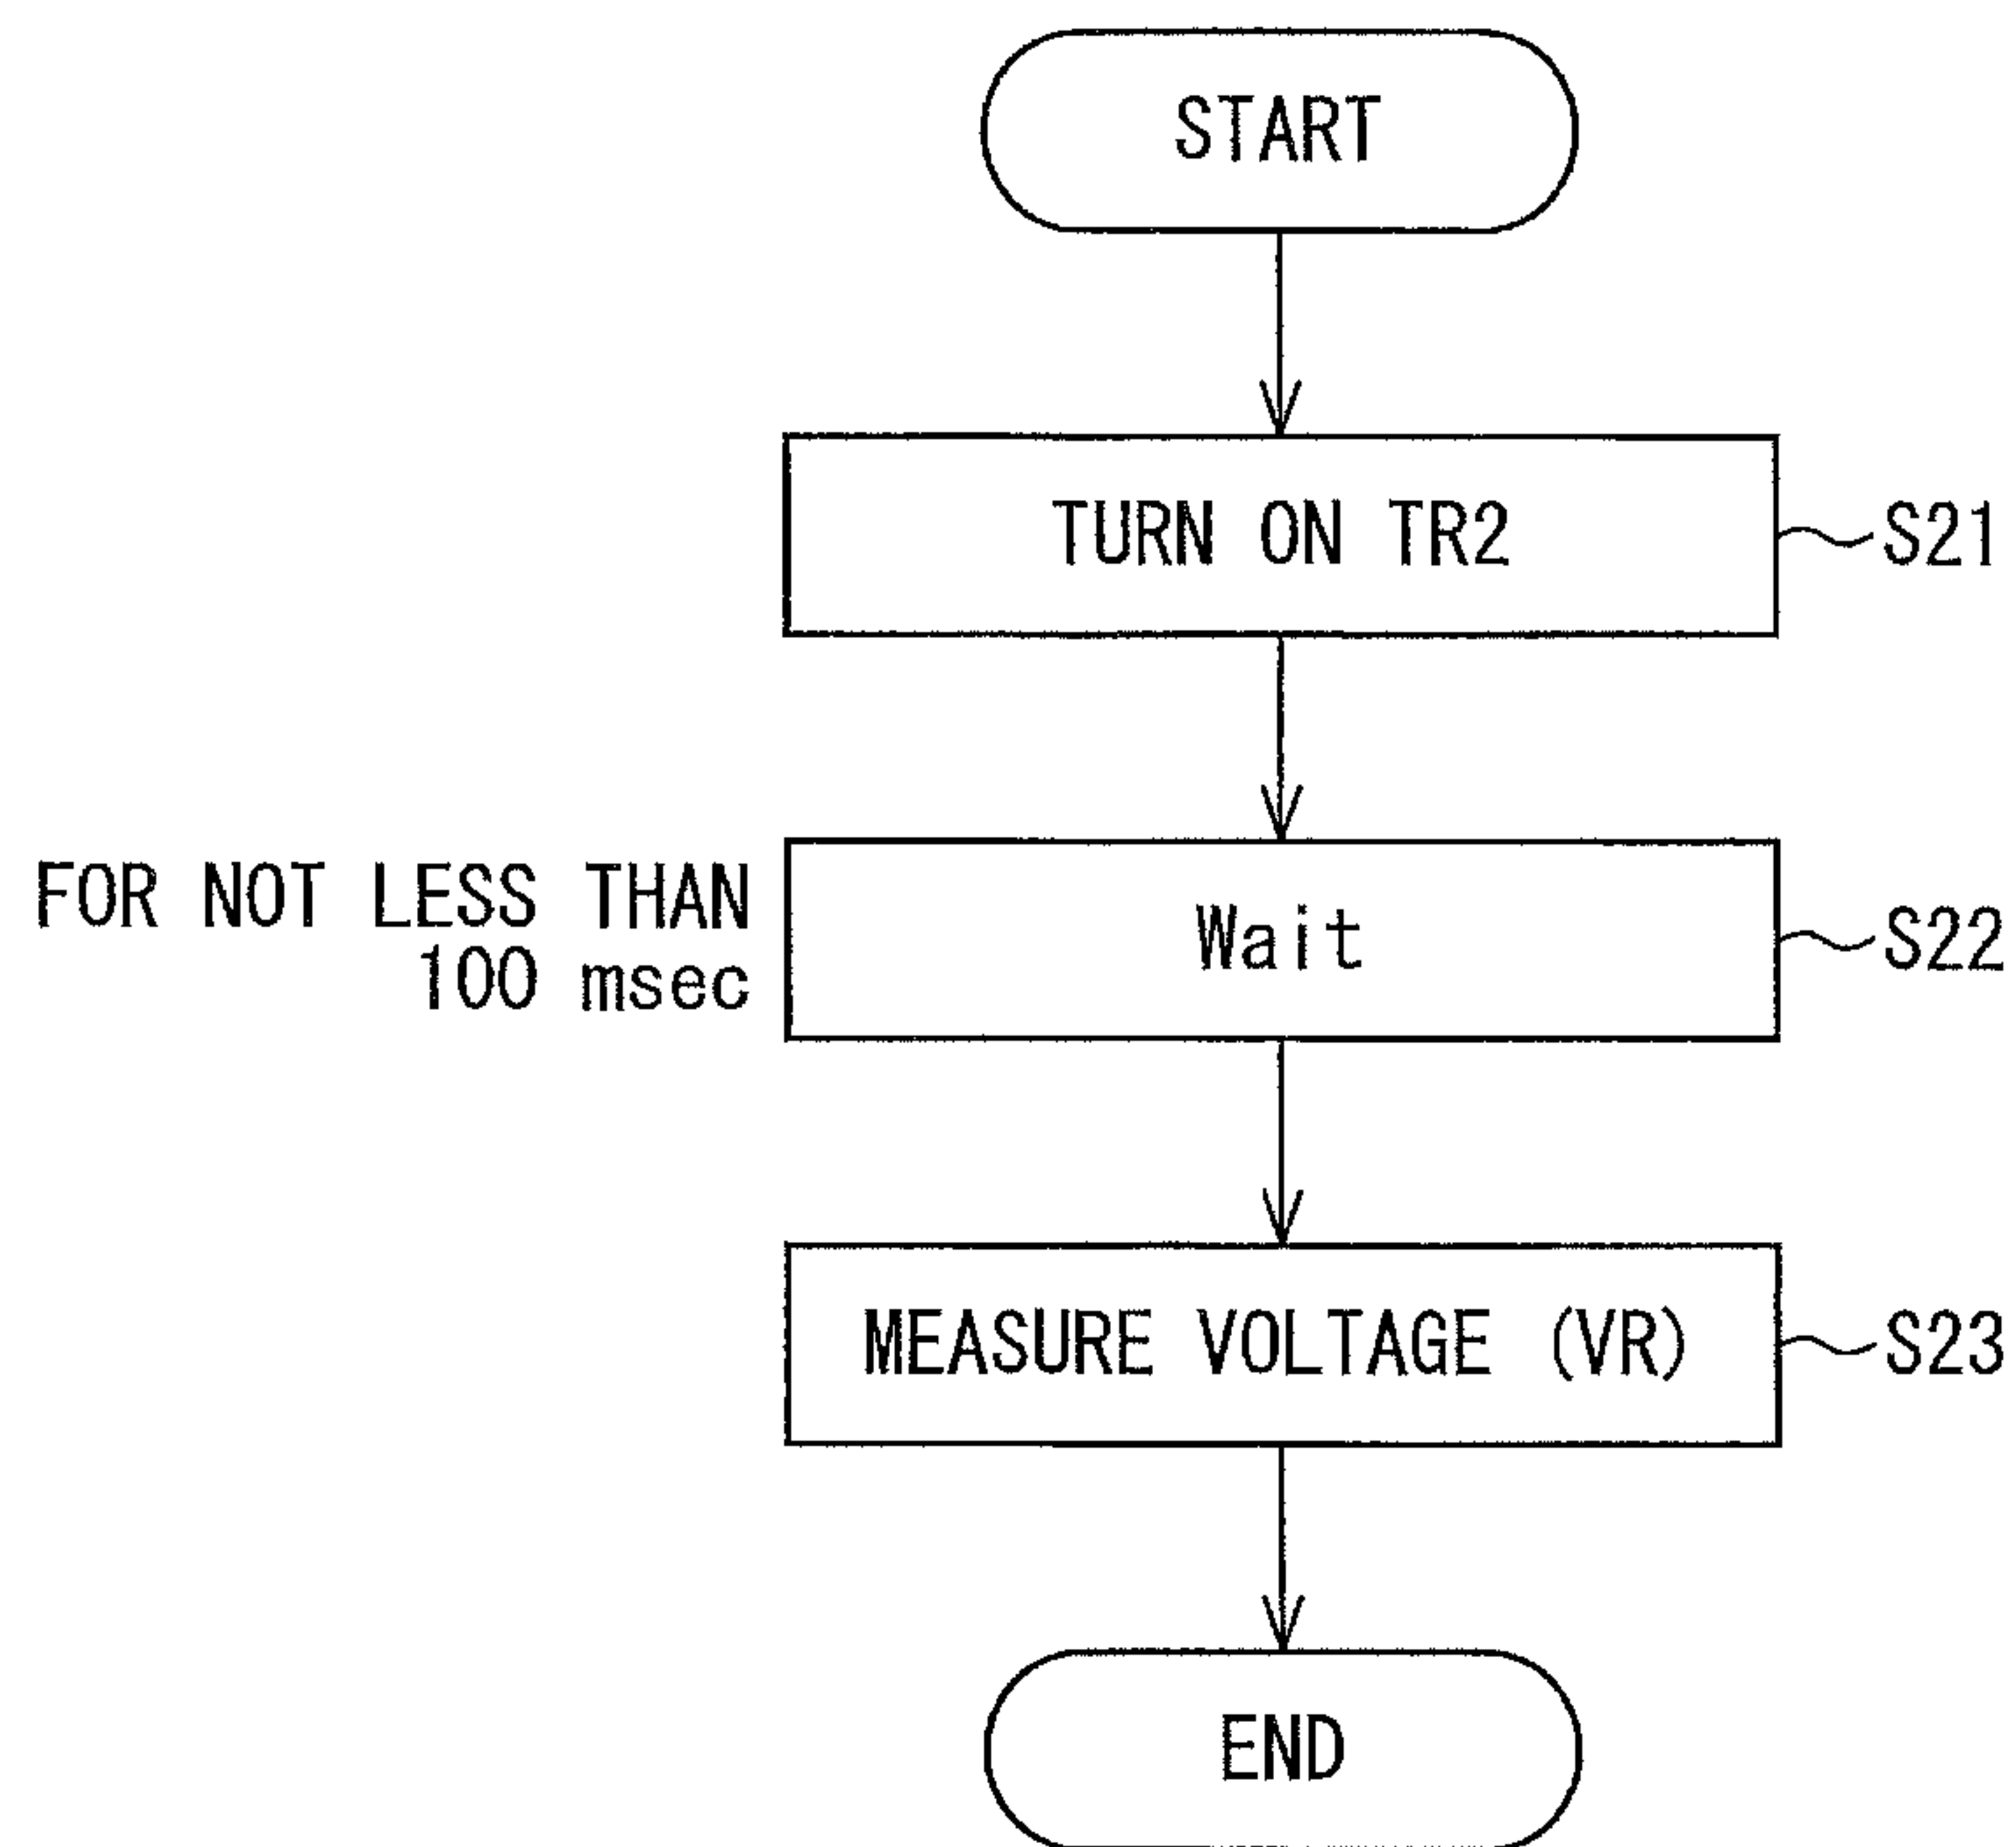 START
TURN ON TR2
S21
FOR NOT LESS THAN
100 msec
Wait
S22
MEASURE VOLTAGE (VR)
S23
END